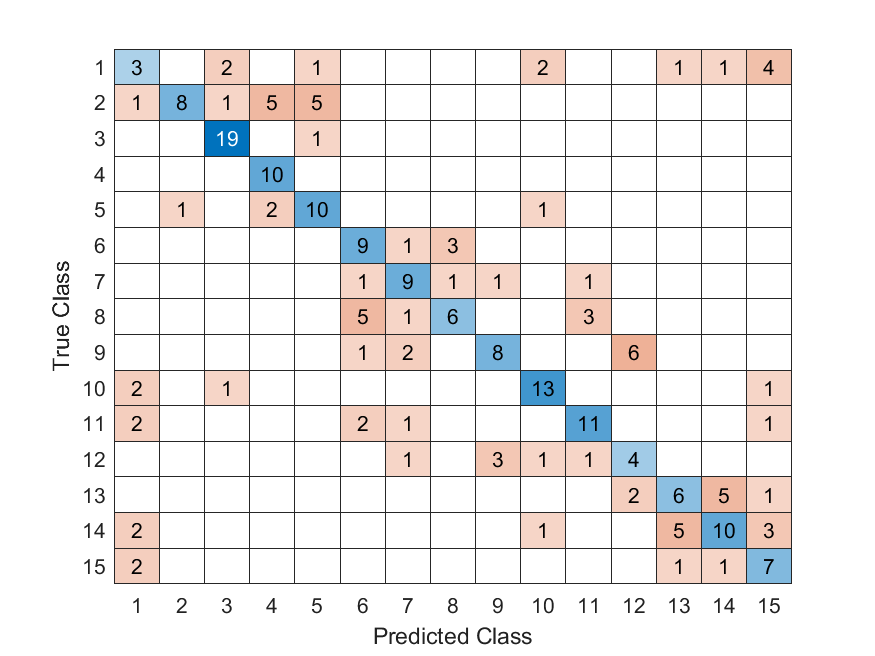 1 3 2 1 2 1 1 4
2 1 8 1 5 5
3 19 1
4 10
5 1 2 10 1
6 9 1 3
7 1 9 1 1 1
8 5 1 6 3
9 1 2 8 6
10 2 1 13 1
11 2 2 1 11 1
12 1 3 1 1 4
13 2 6 5 1
14 2 1 5 10 3
15 2 1 1 7
1 2 3 4 5 6 7 8 9 10 11 12 13 14 15
Predicted Class
True Class